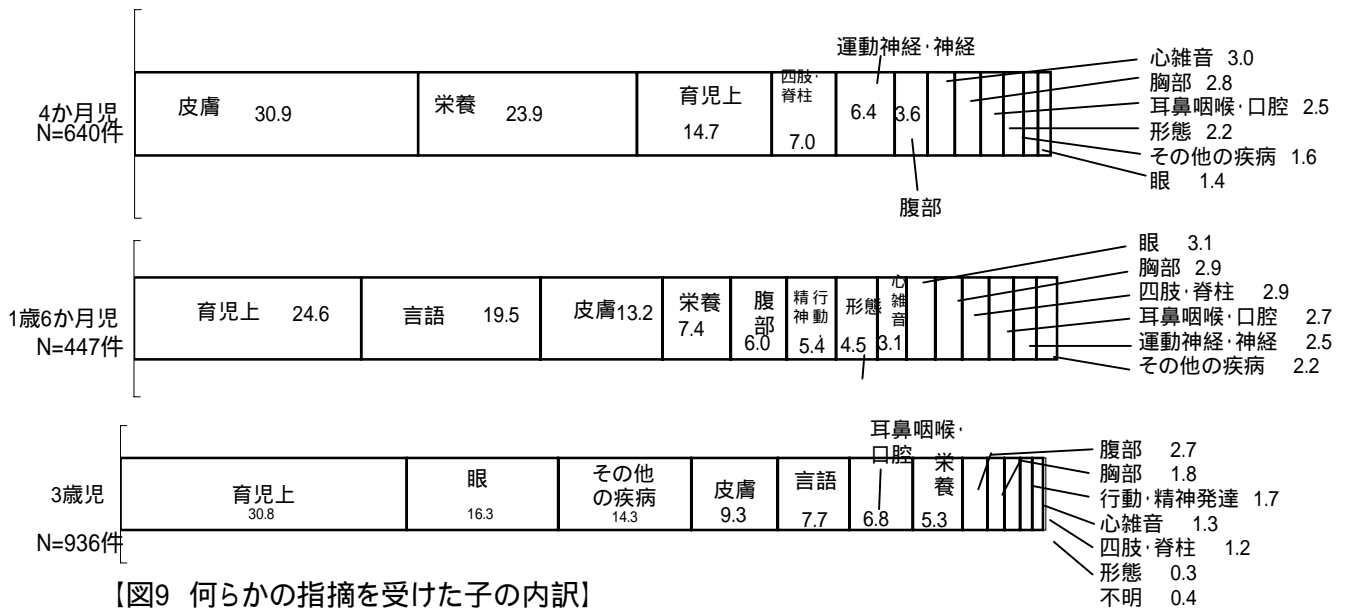 4か月児
N=640件
皮膚 30.9
栄養 23.9
育児上
14.7
四肢・
脊柱
7.0
運動神経・神経
6.4
3.6
腹部
心雑音 3.0
胸部 2.8
耳鼻咽喉・口腔 2.5
形態 2.2
その他の疾病 1.6
眼 1.4
1歳6か月児
N=447件
育児上 24.6
言語 19.5
皮膚13.2
栄養
7.4
腹部
6.0
行動・
精神
5.4
形態
4.5
心雑音
3.1
眼 3.1
胸部 2.9
四肢・脊柱 2.9
耳鼻咽喉・口腔 2.7
運動神経・神経 2.5
その他の疾病 2.2
3歳児
N=936件
育児上
30.8
眼
16.3
その他
の疾病
14.3
皮膚
9.3
言語
7.7
耳鼻咽喉・
口腔
6.8
栄養
5.3
腹部 2.7
胸部 1.8
行動・精神発達 1.7
心雑音 1.3
四肢・脊柱 1.2
形態 0.3
不明 0.4
【図9 何らかの指摘を受けた子の内訳】